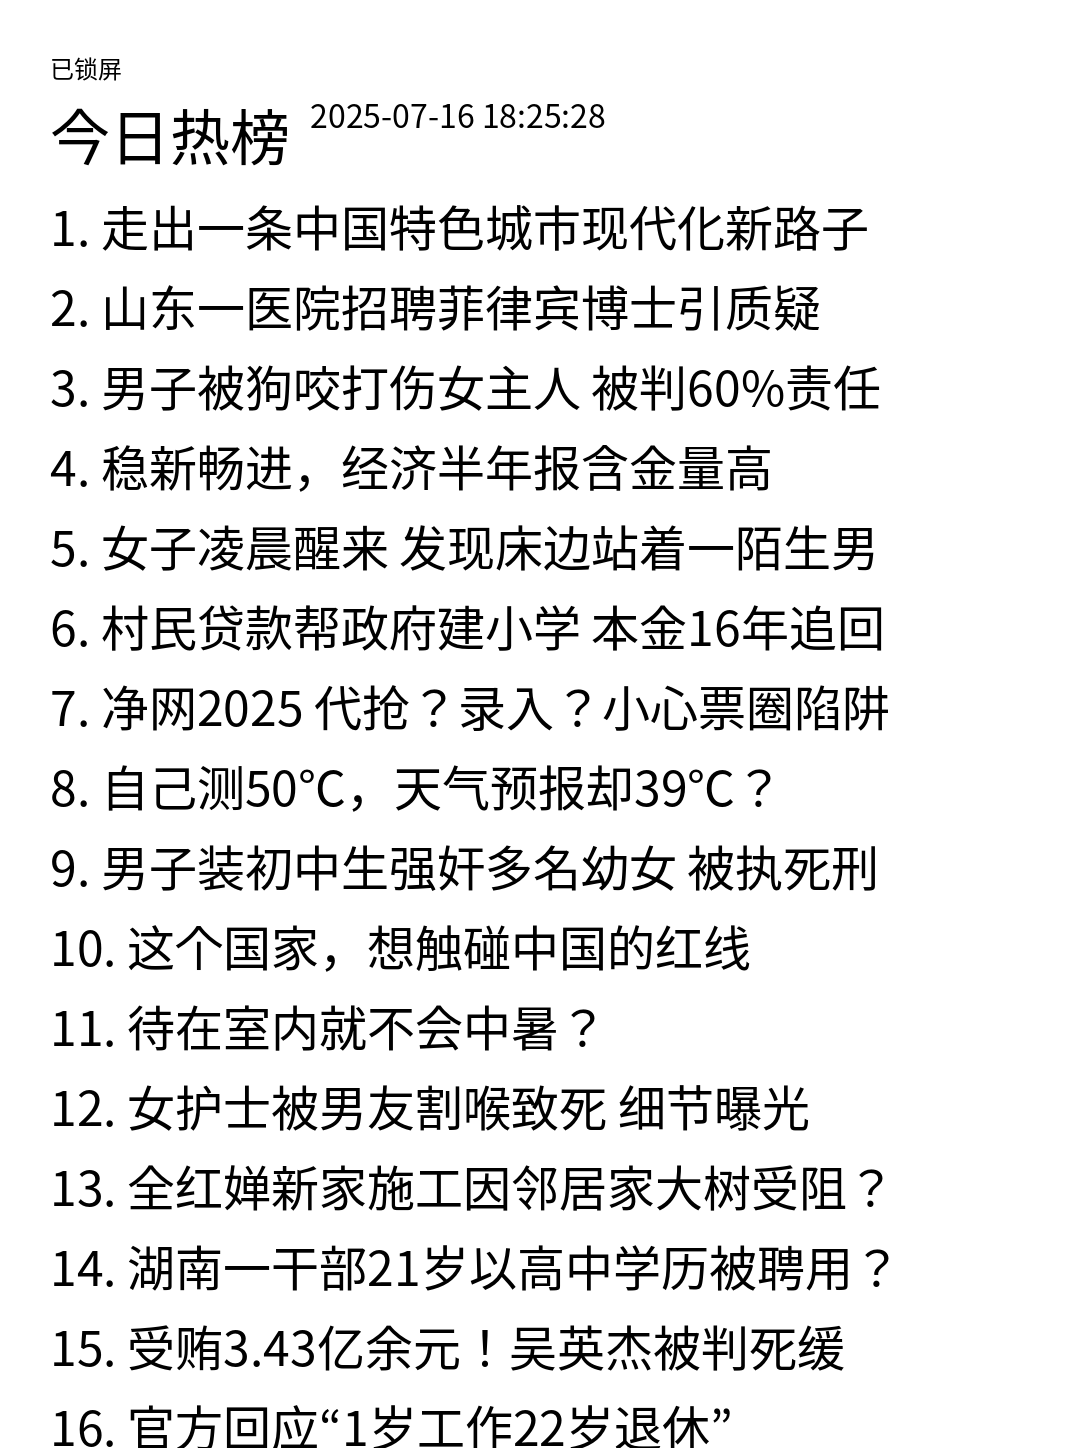 已锁屏
今日热榜 2025-07-16 18:25:28
1. 走出一条中国特色城市现代化新路子
2. 山东一医院招聘菲律宾博士引质疑
3. 男子被狗咬打伤女主人 被判60%责任
4. 稳新畅进，经济半年报含金量高
5. 女子凌晨醒来 发现床边站着一陌生男
6. 村民贷款帮政府建小学 本金16年追回
7. 净网2025 代抢？录入？小心票圈陷阱
8. 自己测50℃，天气预报却39℃？
9. 男子装初中生强奸多名幼女 被执死刑
10. 这个国家，想触碰中国的红线
11. 待在室内就不会中暑？
12. 女护士被男友割喉致死 细节曝光
13. 全红婵新家施工因邻居家大树受阻？
14. 湖南一干部21岁以高中学历被聘用？
15. 受贿3.43亿余元！吴英杰被判死缓
16. 官方回应“1岁工作22岁退休”